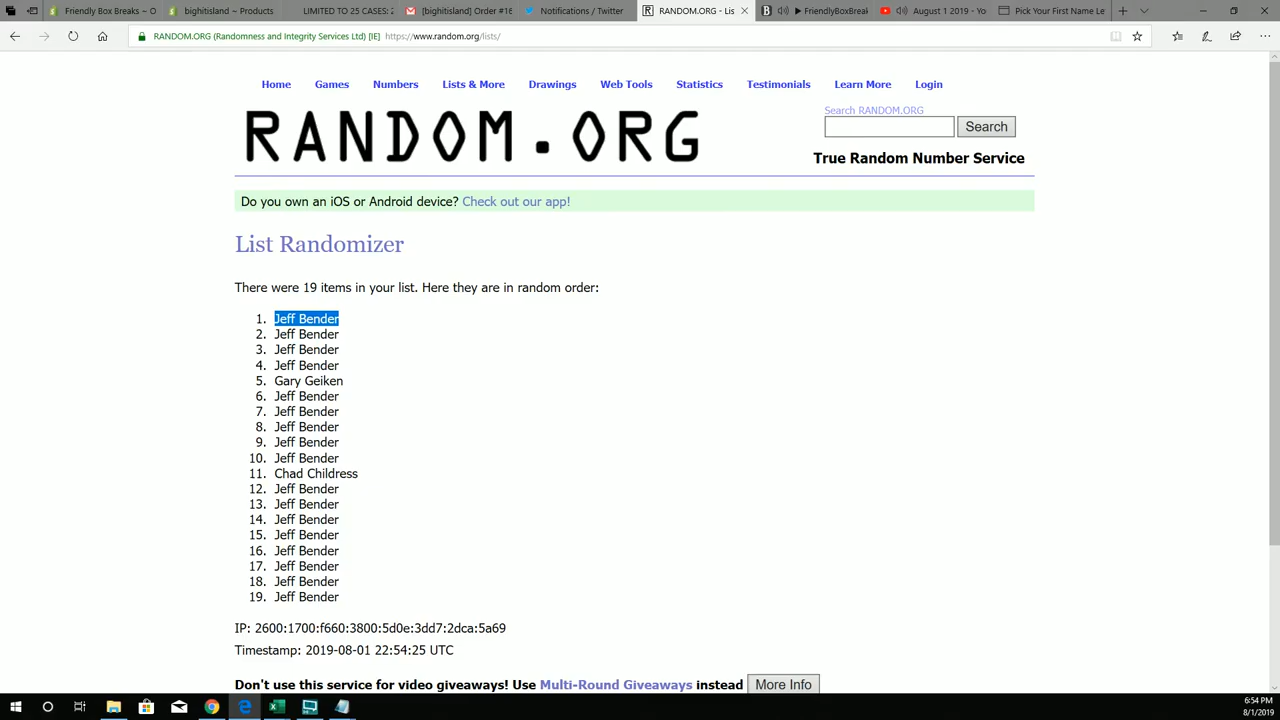 Friendly Box Breaks ~ O
bighitisland ~ Products
LIMITED TO 25 CASES: 2
[bighitisland] Order #16
Notifications / Twitter
RANDOM.ORG - Lis
FriendlyBoxBreak
August 1 2019 - Yo
Pick Your First Name Le
RANDOM.ORG (Randomness and Integrity Services Ltd) [IE] https://www.random.org/lists/
Home Games Numbers Lists & More Drawings Web Tools Statistics Testimonials Learn More Login
RANDOM.ORG
Search RANDOM.ORG
Search
True Random Number Service
Do you own an iOS or Android device? Check out our app!
List Randomizer
There were 19 items in your list. Here they are in random order:
1. Jeff Bender
2. Jeff Bender
3. Jeff Bender
4. Jeff Bender
5. Gary Geiken
6. Jeff Bender
7. Jeff Bender
8. Jeff Bender
9. Jeff Bender
10. Jeff Bender
11. Chad Childress
12. Jeff Bender
13. Jeff Bender
14. Jeff Bender
15. Jeff Bender
16. Jeff Bender
17. Jeff Bender
18. Jeff Bender
19. Jeff Bender
IP: 2600:1700:f660:3800:5d0e:3dd7:2dca:5a69
Timestamp: 2019-08-01 22:54:25 UTC
Don't use this service for video giveaways! Use Multi-Round Giveaways instead More Info
6:54 PM
8/1/2019